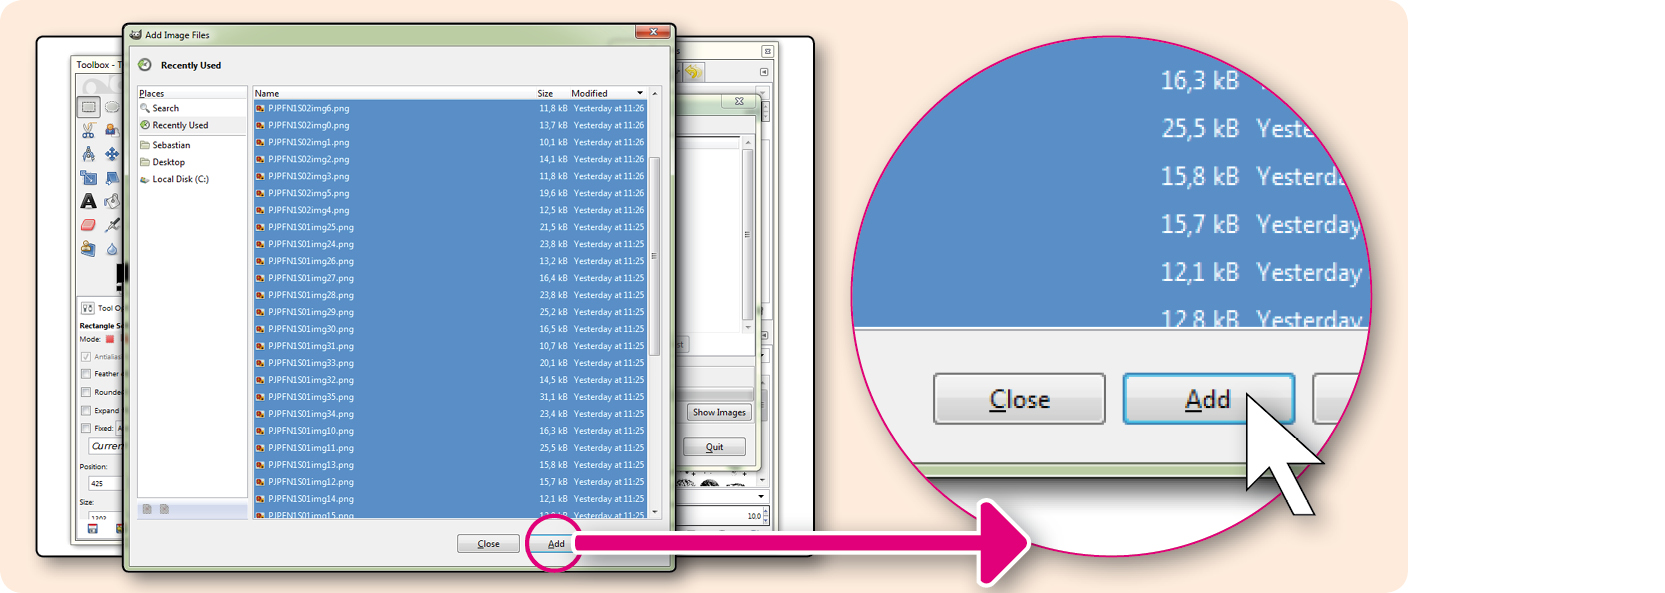 Add Image Files
Toolbox - T
Recently Used
Places
Search
Recently Used
Sebastian
Desktop
Local Disk (C:)
Name Size Modified
PJPFN1S02img6.png 11,8 kB Yesterday at 11:26
PJPFN1S02img0.png 13,7 kB Yesterday at 11:26
PJPFN1S02img1.png 10,1 kB Yesterday at 11:26
PJPFN1S02img2.png 14,1 kB Yesterday at 11:26
PJPFN1S02img3.png 11,8 kB Yesterday at 11:26
PJPFN1S02img5.png 19,6 kB Yesterday at 11:26
PJPFN1S02img4.png 12,5 kB Yesterday at 11:26
PJPFN1S01img25.png 21,5 kB Yesterday at 11:25
PJPFN1S01img24.png 23,8 kB Yesterday at 11:25
PJPFN1S01img26.png 13,2 kB Yesterday at 11:25
PJPFN1S01img27.png 16,4 kB Yesterday at 11:25
PJPFN1S01img28.png 23,8 kB Yesterday at 11:25
PJPFN1S01img29.png 25,2 kB Yesterday at 11:25
PJPFN1S01img30.png 16,5 kB Yesterday at 11:25
PJPFN1S01img31.png 10,7 kB Yesterday at 11:25
PJPFN1S01img33.png 20,1 kB Yesterday at 11:25
PJPFN1S01img32.png 14,5 kB Yesterday at 11:25
PJPFN1S01img35.png 31,1 kB Yesterday at 11:25
PJPFN1S01img34.png 23,4 kB Yesterday at 11:25
PJPFN1S01img10.png 16,3 kB Yesterday at 11:25
PJPFN1S01img11.png 25,5 kB Yesterday at 11:25
PJPFN1S01img13.png 15,8 kB Yesterday at 11:25
PJPFN1S01img12.png 15,7 kB Yesterday at 11:25
PJPFN1S01img14.png 12,1 kB Yesterday at 11:25
PJPFN1S01img15.png 12,8 kB Yesterday at 11:25
Close Add
Tool Op
Rectangle Se
Mode:
Antialias
Feather
Rounde
Expand
Fixed: A
Current
Position:
425
Size:
Show Images
Quit
10,0
16,3 kB
25,5 kB Yeste
15,8 kB Yesterda
15,7 kB Yesterday
12,1 kB Yesterday
12,8 kB Yesterday
Close Add